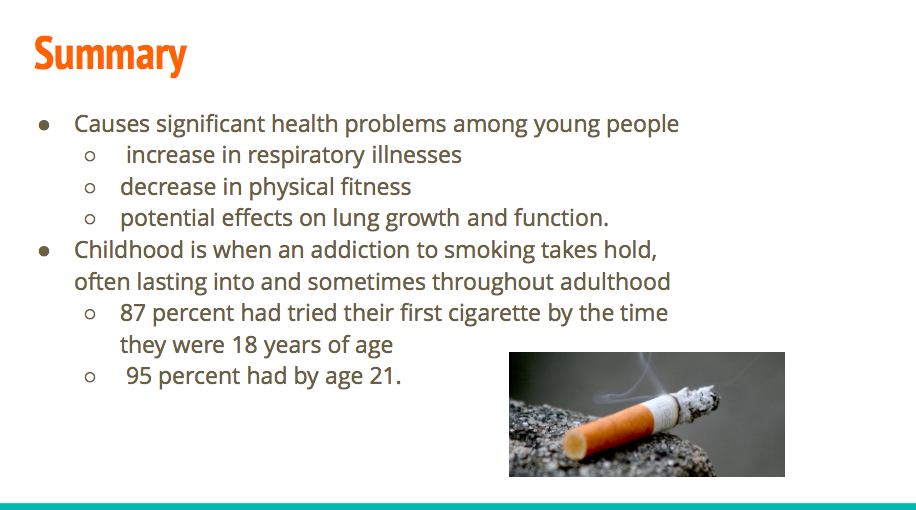 Summary
● Causes significant health problems among young people
○ increase in respiratory illnesses
○ decrease in physical fitness
○ potential effects on lung growth and function.
● Childhood is when an addiction to smoking takes hold,
often lasting into and sometimes throughout adulthood
○ 87 percent had tried their first cigarette by the time
they were 18 years of age
○ 95 percent had by age 21.